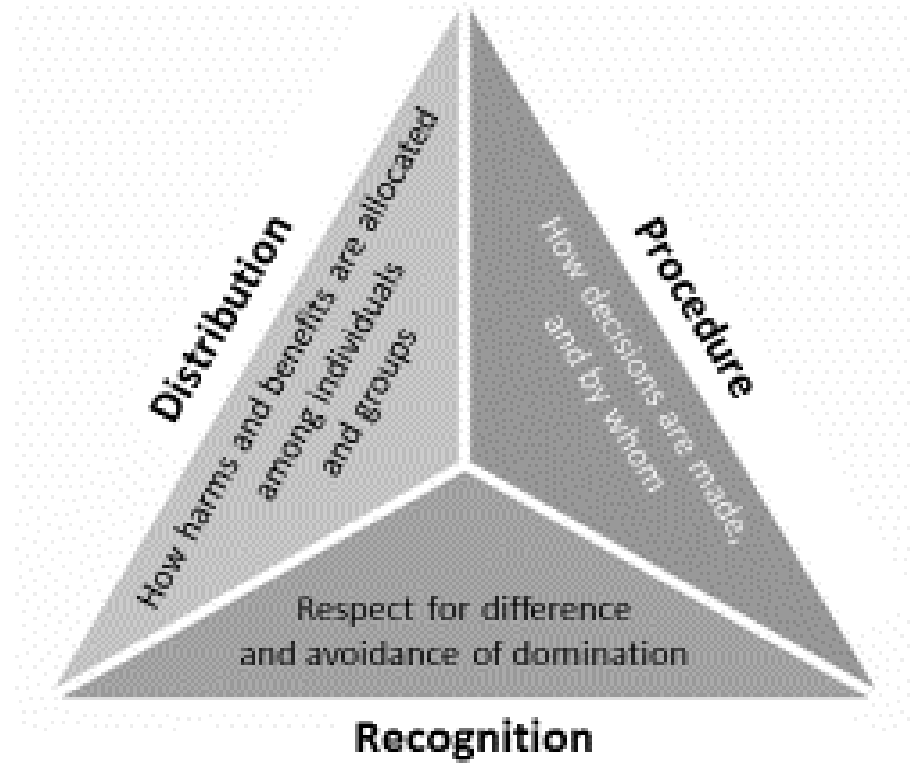 Distribution
How harms and benefits are allocated
among individuals
and groups
Procedure
How decisions are made,
and by whom
Respect for difference
and avoidance of domination
Recognition